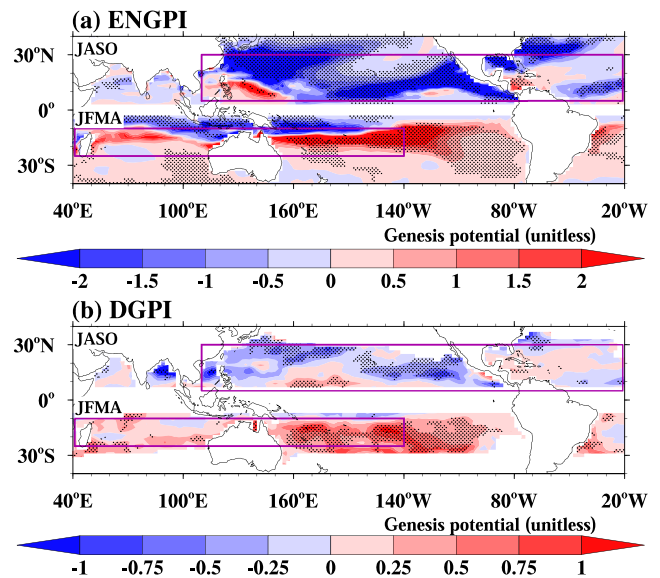 (a) ENGPI
JASO
30°N
0°
JFMA
30°S
40°E 100°E 160°E 140°W 80°W 20°W
Genesis potential (unitless)
-2 -1.5 -1 -0.5 0 0.5 1 1.5 2
(b) DGPI
JASO
30°N
0°
JFMA
30°S
40°E 100°E 160°E 140°W 80°W 20°W
Genesis potential (unitless)
-1 -0.75 -0.5 -0.25 0 0.25 0.5 0.75 1